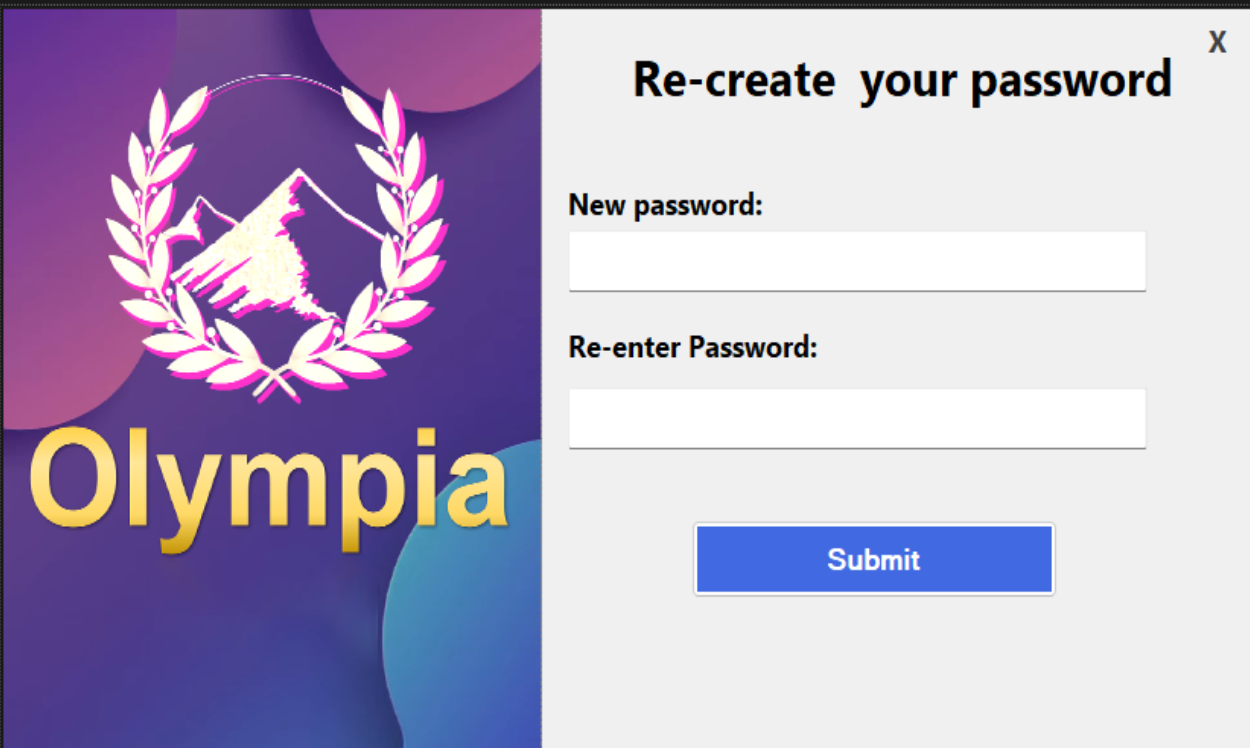 X
Re-create  your password
New password:
Re-enter Password:
Olympia
Submit